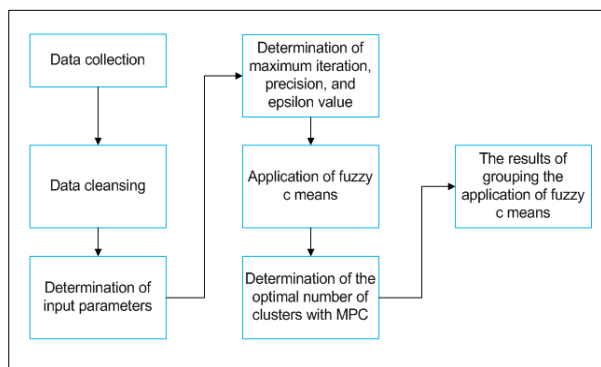 Data collection
Data cleansing
Determination of
input parameters
Determination of
maximum iteration,
precision, and
epsilon value
Application of fuzzy
c means
Determination of the
optimal number of
clusters with MPC
The results of
grouping the
application of fuzzy
c means